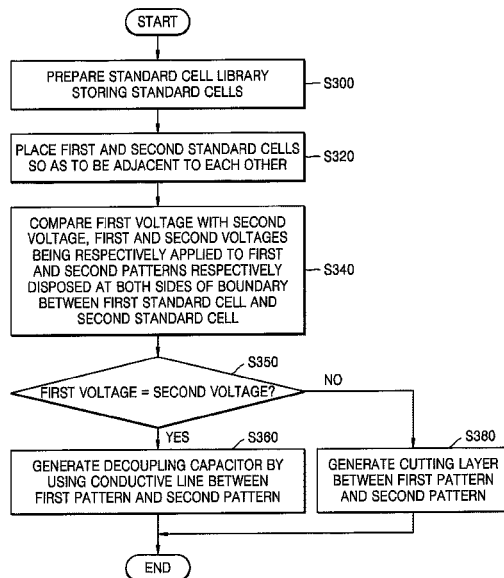 START
PREPARE STANDARD CELL LIBRARY
STORING STANDARD CELLS
S300
PLACE FIRST AND SECOND STANDARD CELLS
SO AS TO BE ADJACENT TO EACH OTHER
S320
COMPARE FIRST VOLTAGE WITH SECOND
VOLTAGE, FIRST AND SECOND VOLTAGES
BEING RESPECTIVELY APPLIED TO FIRST
AND SECOND PATTERNS RESPECTIVELY
DISPOSED AT BOTH SIDES OF BOUNDARY
BETWEEN FIRST STANDARD CELL AND
SECOND STANDARD CELL
S340
S350
FIRST VOLTAGE = SECOND VOLTAGE?
NO
YES
S360
GENERATE DECOUPLING CAPACITOR BY
USING CONDUCTIVE LINE BETWEEN
FIRST PATTERN AND SECOND PATTERN
S380
GENERATE CUTTING LAYER
BETWEEN FIRST PATTERN
AND SECOND PATTERN
END